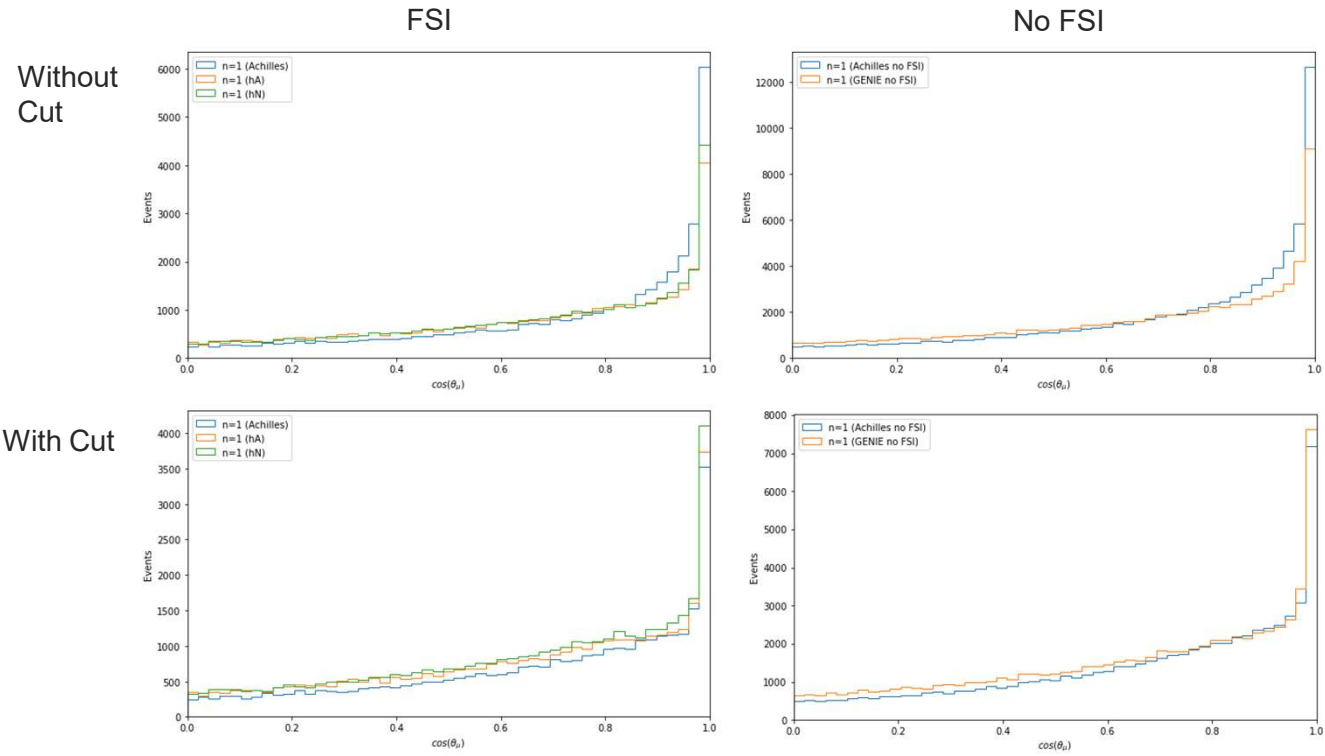 FSI
No FSI
Without
Cut
With Cut
n=1 (Achilles)
n=1 (hA)
n=1 (hN)
Events
6000
5000
4000
3000
2000
1000
0
0.0 0.2 0.4 0.6 0.8 1.0
cos(θμ)
n=1 (Achilles no FSI)
n=1 (GENIE no FSI)
Events
12000
10000
8000
6000
4000
2000
0
0.0 0.2 0.4 0.6 0.8 1.0
cos(θμ)
n=1 (Achilles)
n=1 (hA)
n=1 (hN)
Events
4000
3500
3000
2500
2000
1500
1000
500
0
0.0 0.2 0.4 0.6 0.8 1.0
cos(θμ)
n=1 (Achilles no FSI)
n=1 (GENIE no FSI)
Events
8000
7000
6000
5000
4000
3000
2000
1000
0
0.0 0.2 0.4 0.6 0.8 1.0
cos(θμ)